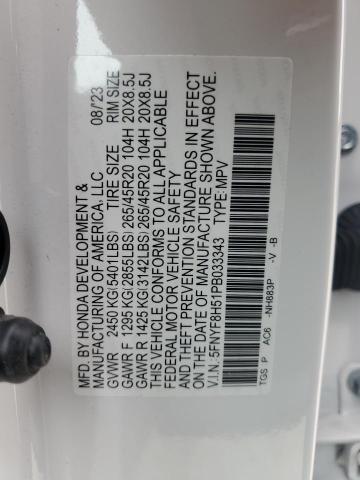 MFD. BY HONDA DEVELOPMENT & 08/'23
MANUFACTURING OF AMERICA, LLC
GVWR 2450 KG(5401LBS) TIRE SIZE RIM SIZE
GAWR F 1295 KG(2855LBS) 265/45R20 104H 20X8.5J
GAWR R 1425 KG(3142LBS) 265/45R20 104H 20X8.5J
THIS VEHICLE CONFORMS TO ALL APPLICABLE
FEDERAL MOTOR VEHICLE SAFETY
AND THEFT PREVENTION STANDARDS IN EFFECT
ON THE DATE OF MANUFACTURE SHOWN ABOVE.
V.I.N.: 5FNYF8H51PB033343 TYPE: MPV
TGS P AC6 -NH883P -V -B